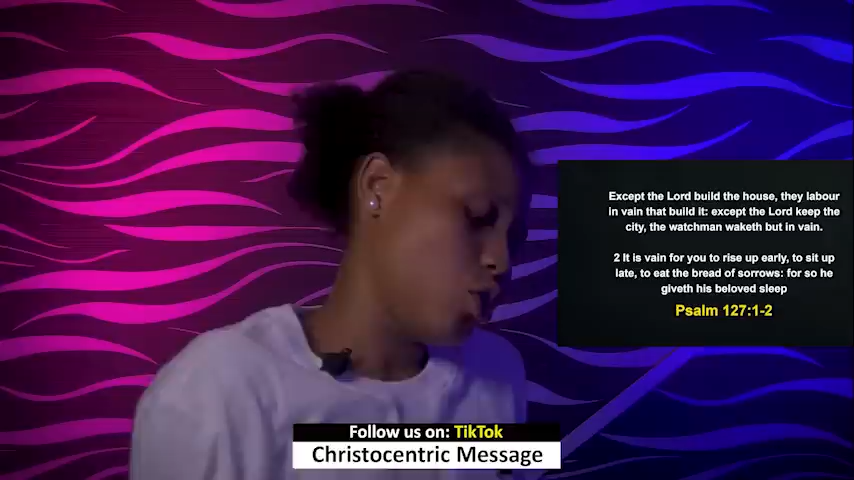 Except the Lord build the house, they labour
in vain that build it: except the Lord keep the
city, the watchman waketh but in vain.
2 It is vain for you to rise up early, to sit up
late, to eat the bread of sorrows: for so he
giveth his beloved sleep
Psalm 127:1-2
Follow us on: TikTok
Christocentric Message